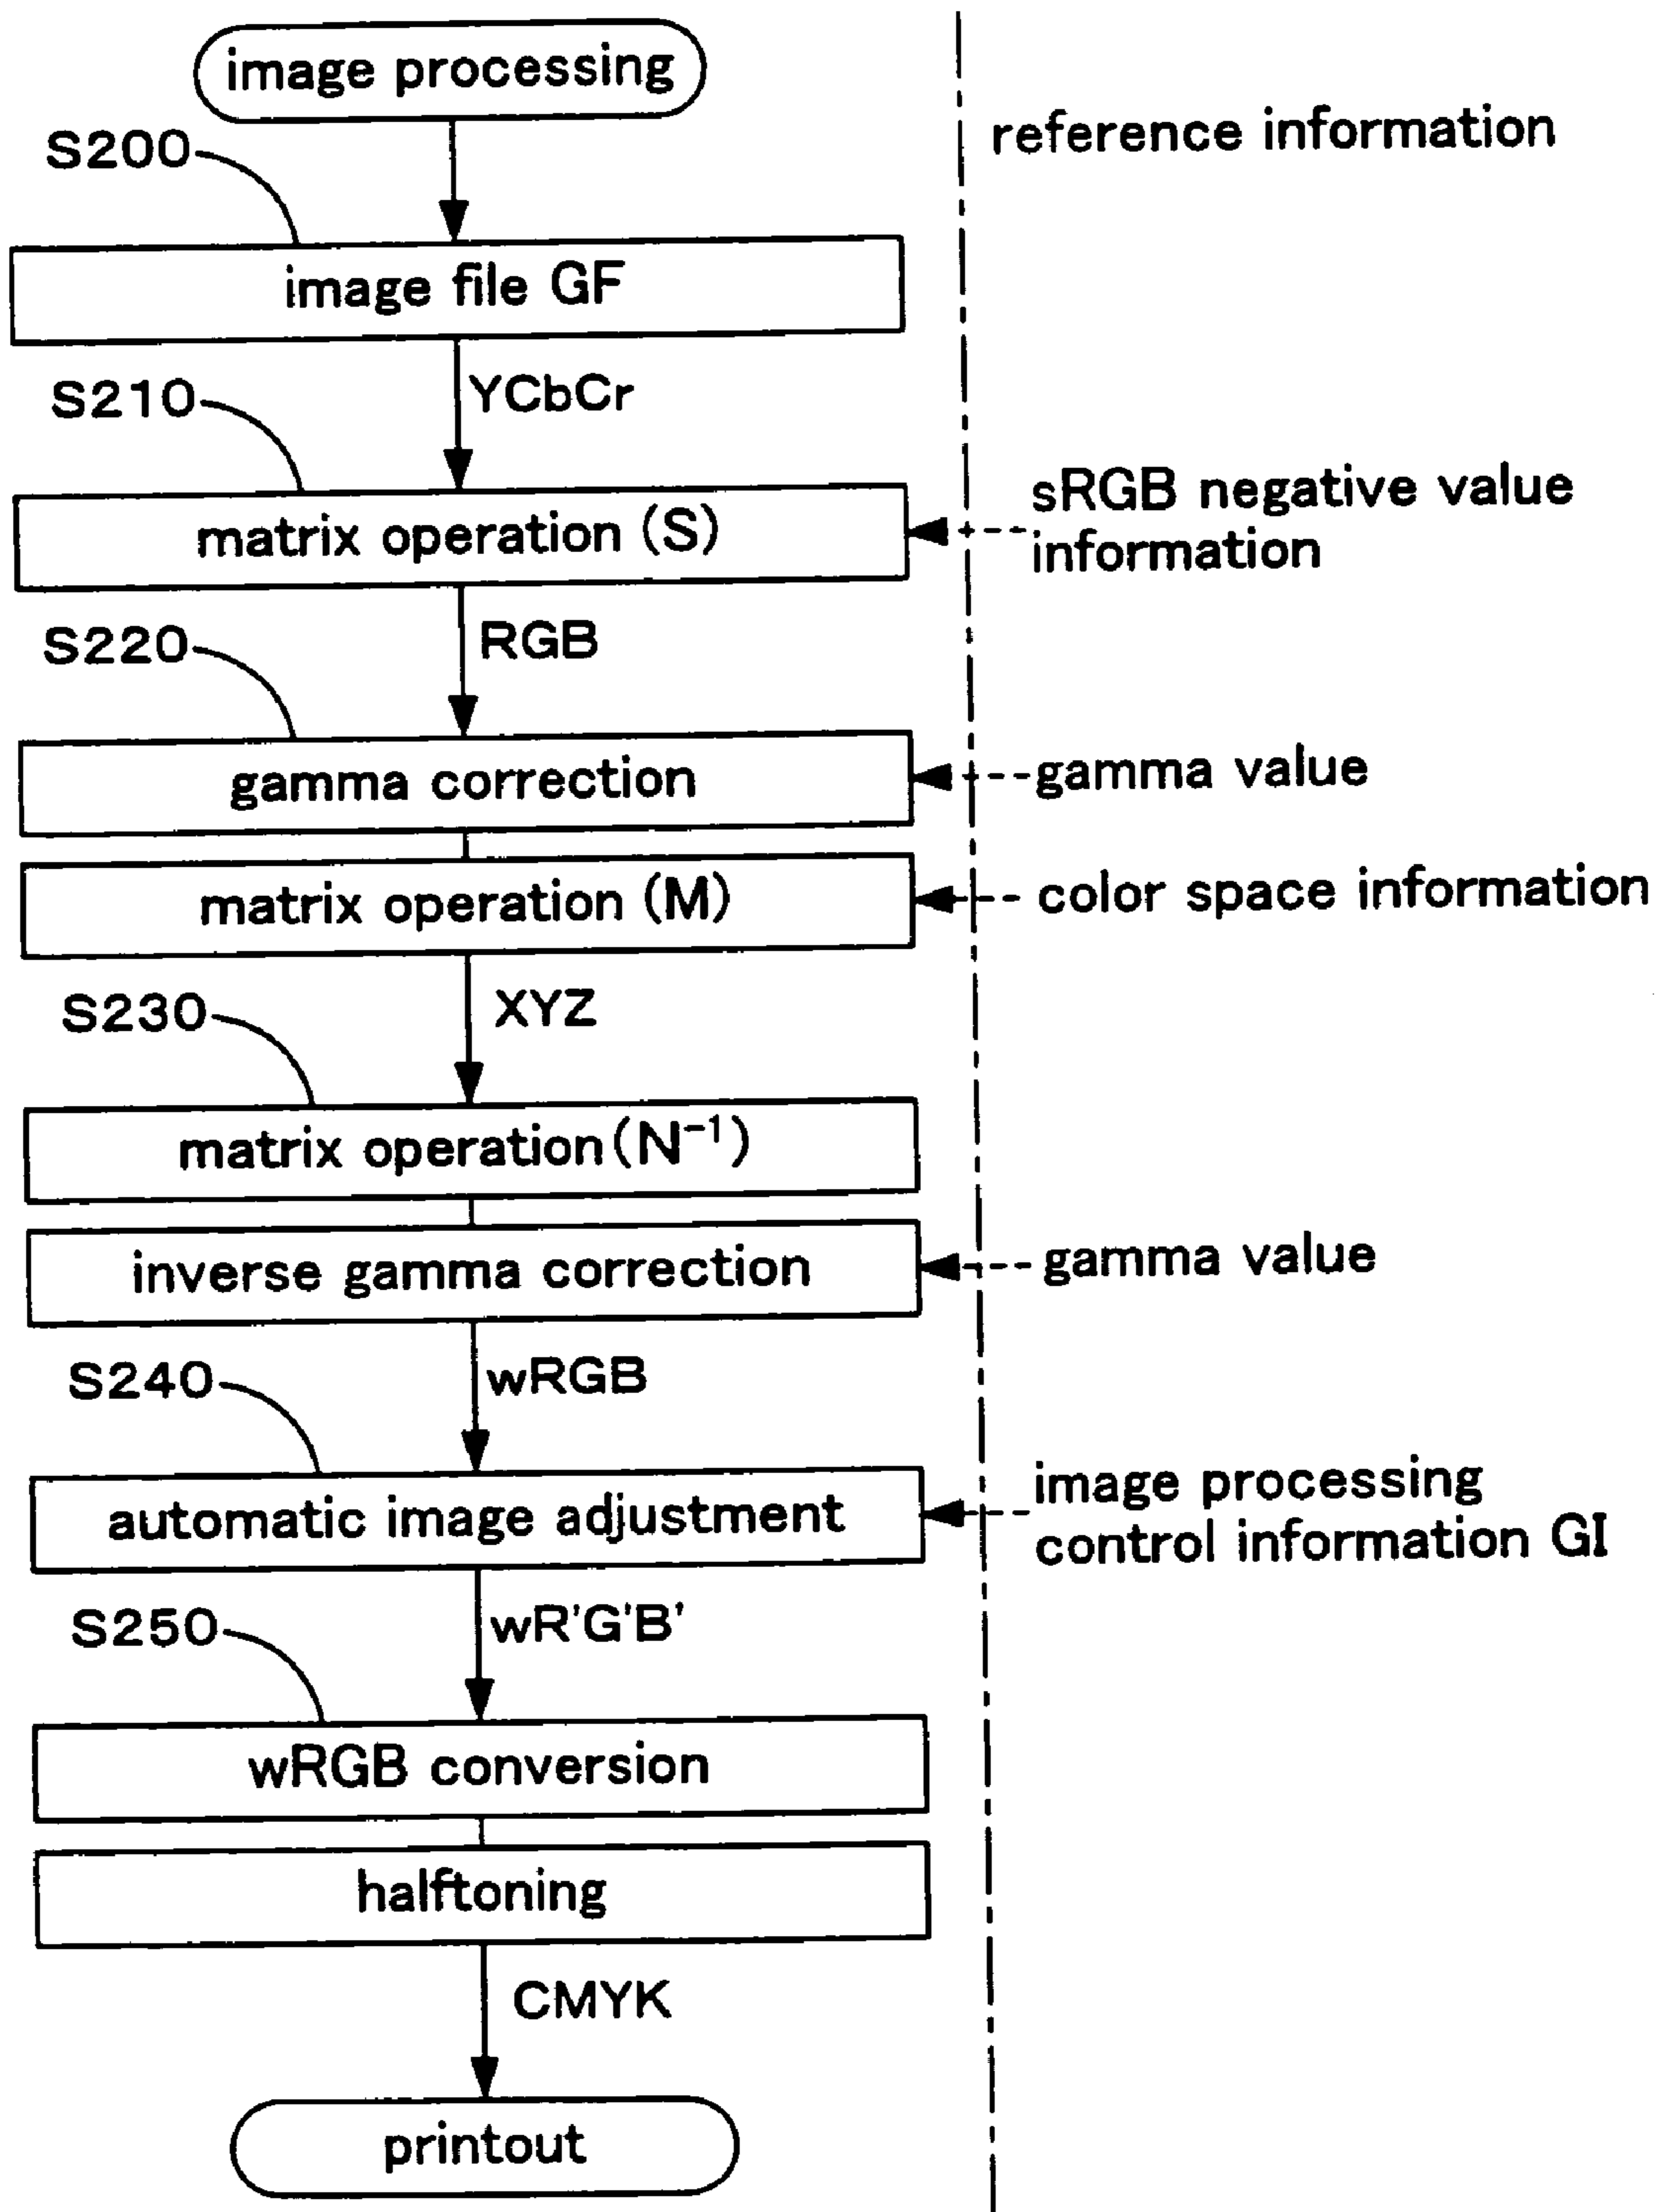 image processing
reference information
S200
image file GF
S210
YCbCr
sRGB negative value
information
matrix operation (S)
S220
RGB
gamma correction
gamma value
matrix operation (M)
color space information
S230
XYZ
matrix operation (N⁻¹)
inverse gamma correction
gamma value
S240
wRGB
automatic image adjustment
image processing
control information GI
S250
wR'G'B'
wRGB conversion
halftoning
CMYK
printout